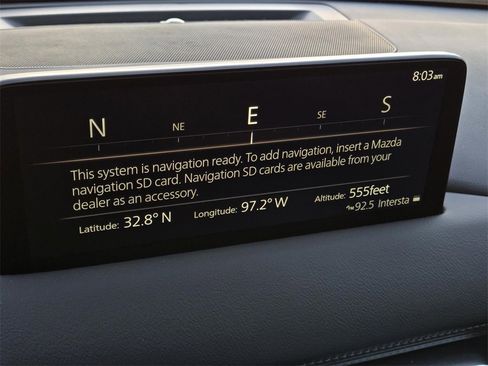 8:03am
N NE E SE S
This system is navigation ready. To add navigation, insert a Mazda
navigation SD card. Navigation SD cards are available from your
dealer as an accessory.
Latitude: 32.8° N Longitude: 97.2° W Altitude: 555feet
FM 92.5 Intersta